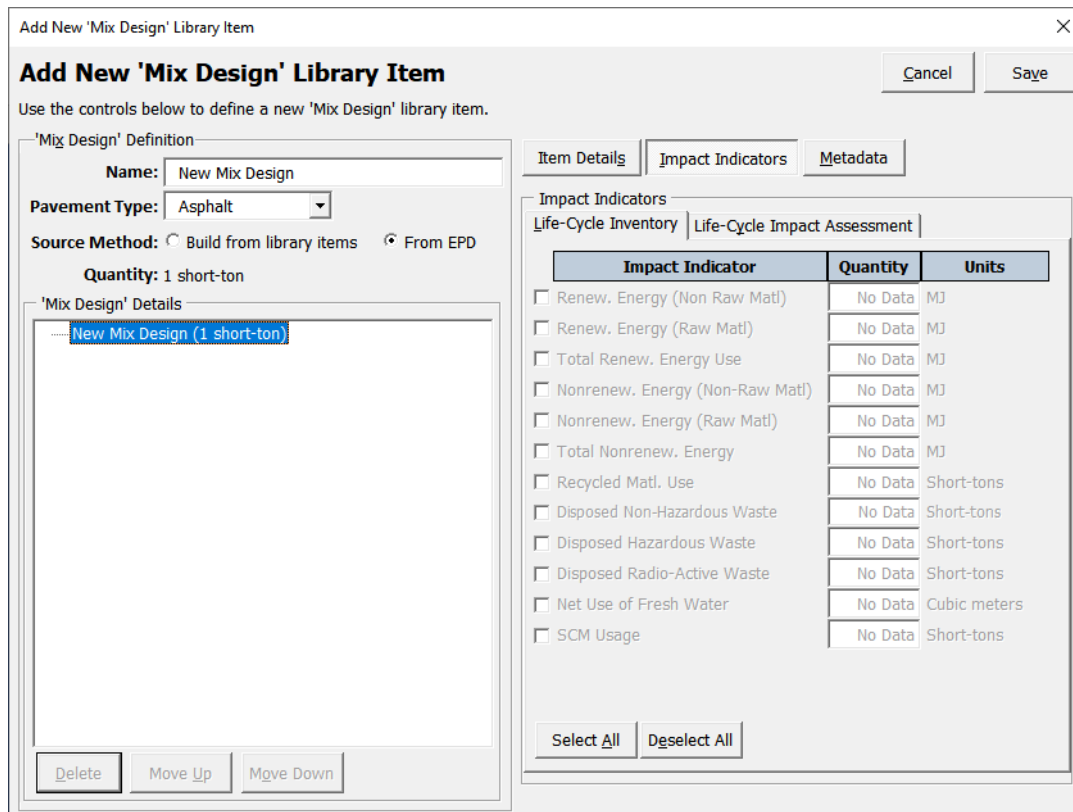 Add New 'Mix Design' Library Item
Add New 'Mix Design' Library Item
Cancel
Save
Use the controls below to define a new 'Mix Design' library item.
'Mix Design' Definition
Name: New Mix Design
Pavement Type: Asphalt
Source Method: Build from library items From EPD
Quantity: 1 short-ton
'Mix Design' Details
New Mix Design (1 short-ton)
Delete Move Up Move Down
Item Details Impact Indicators Metadata
Impact Indicators
Life-Cycle Inventory Life-Cycle Impact Assessment
Impact Indicator Quantity Units
Renew. Energy (Non Raw Matl) No Data MJ
Renew. Energy (Raw Matl) No Data MJ
Total Renew. Energy Use No Data MJ
Nonrenew. Energy (Non-Raw Matl) No Data MJ
Nonrenew. Energy (Raw Matl) No Data MJ
Total Nonrenew. Energy No Data MJ
Recycled Matl. Use No Data Short-tons
Disposed Non-Hazardous Waste No Data Short-tons
Disposed Hazardous Waste No Data Short-tons
Disposed Radio-Active Waste No Data Short-tons
Net Use of Fresh Water No Data Cubic meters
SCM Usage No Data Short-tons
Select All Deselect All